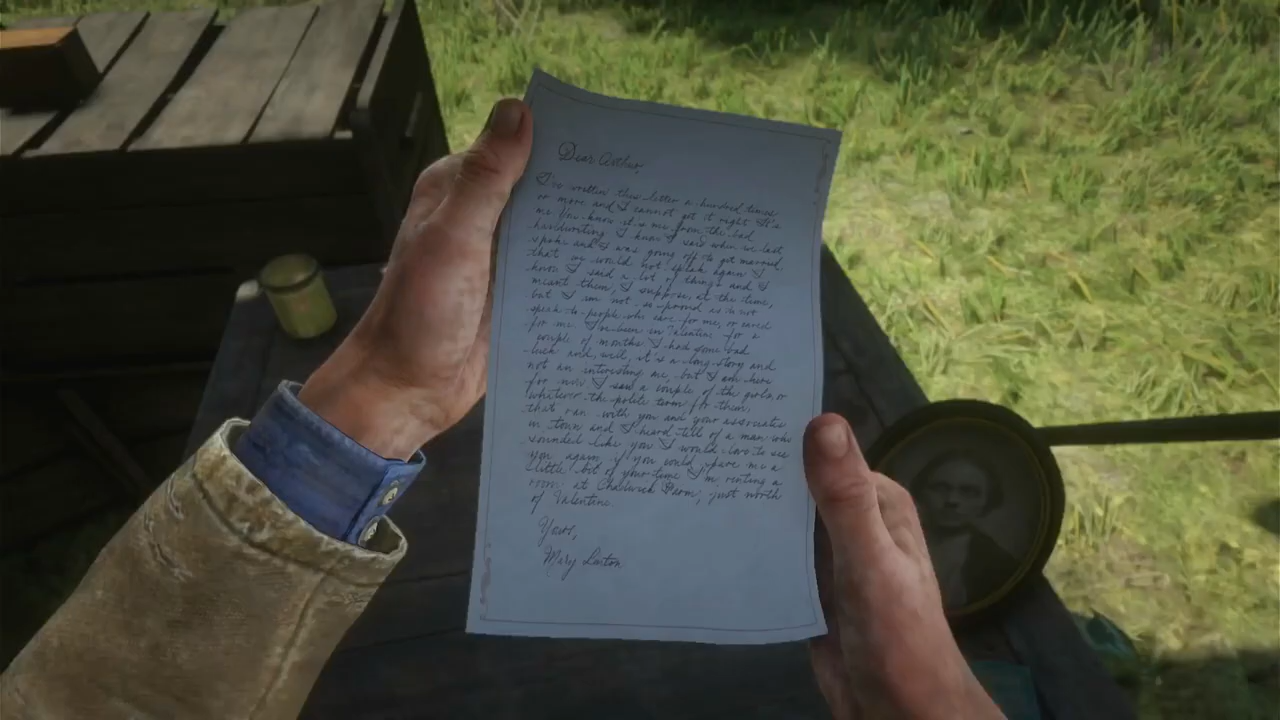 Dear Arthur,
I've written this letter a hundred times
or more and I cannot get it right It's
me You know it's me from the bad
handwriting I know I said when we last
spoke and I was going off to get married
that we would not speak again I
know I said a lot of things and I
meant them, I suppose, at the time,
but I am not so proud as to not
speak to people who care for me, or cared
for me I've been in Valentine for a
couple of months I had some bad
luck and, well, it's a long story and
not an interesting one, but I am here
for now I saw a couple of the girls, or
whatever the polite term for them,
that ran with you and your associates
in town and I heard tell of a man who
sounded like you I would love to see
you again, if you could spare me a
little bit of your time I'm renting a
room at Chadwick Farm, just north
of Valentine.
Yours,
Mary Linton